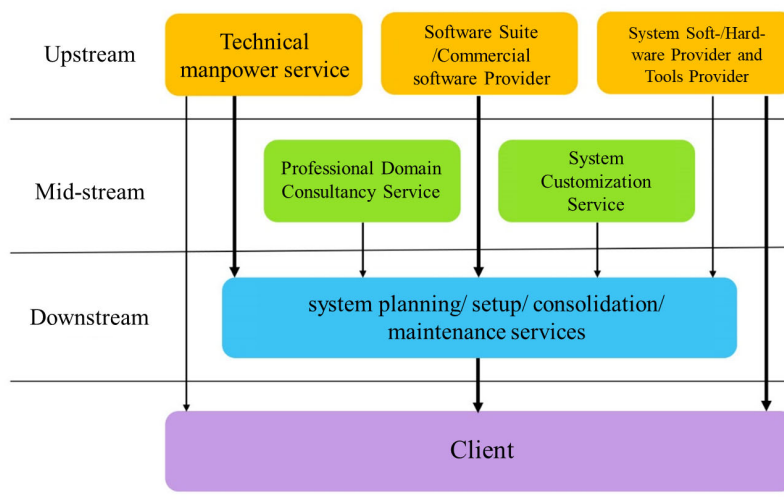 Upstream
Technical
manpower service
Software Suite
/Commercial
software Provider
System Soft-/Hard-
ware Provider and
Tools Provider
Mid-stream
Professional Domain
Consultancy Service
System
Customization
Service
Downstream
system planning/ setup/ consolidation/
maintenance services
Client